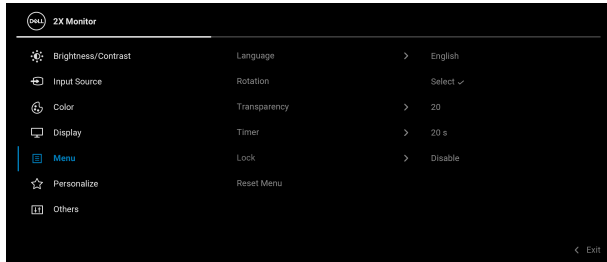 DELL 2X Monitor
Brightness/Contrast Language > English
Input Source Rotation Select ✓
Color Transparency > 20
Display Timer > 20 s
Menu Lock > Disable
Personalize Reset Menu
Others
< Exit